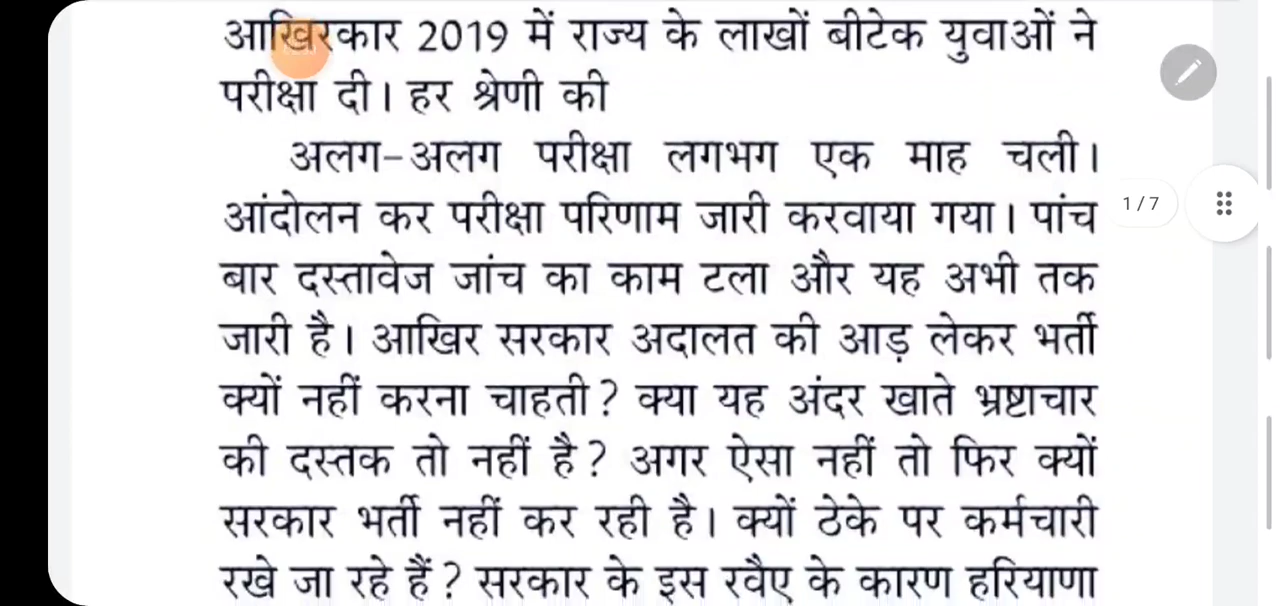 आखिरकार 2019 में राज्य के लाखों बीटेक युवाओं ने
परीक्षा दी। हर श्रेणी की
अलग-अलग परीक्षा लगभग एक माह चली।
आंदोलन कर परीक्षा परिणाम जारी करवाया गया। पांच
1/7
बार दस्तावेज जांच का काम टला और यह अभी तक
जारी है। आखिर सरकार अदालत की आड़ लेकर भर्ती
क्यों नहीं करना चाहती? क्या यह अंदर खाते भ्रष्टाचार
की दस्तक तो नहीं है? अगर ऐसा नहीं तो फिर क्यों
सरकार भर्ती नहीं कर रही है। क्यों ठेके पर कर्मचारी
रखे जा रहे हैं? सरकार के इस रवैए के कारण हरियाणा